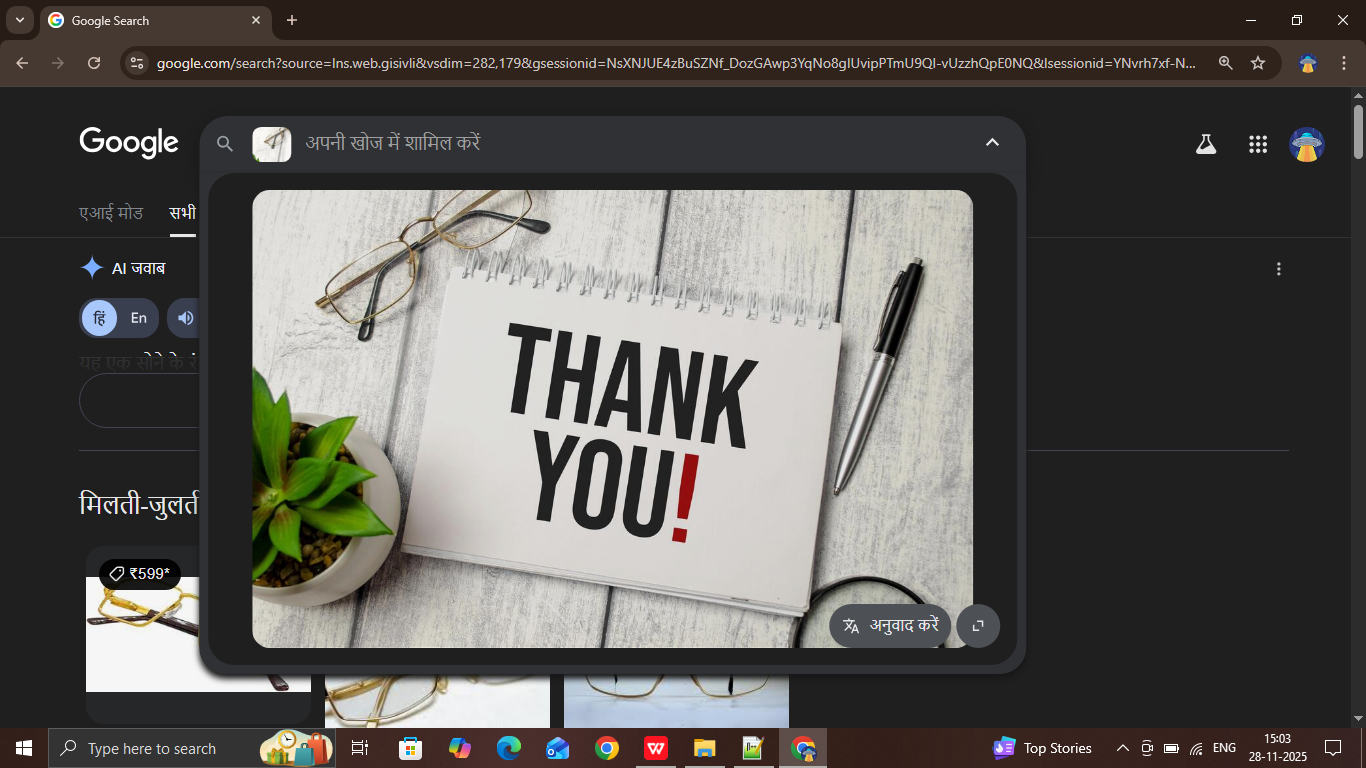 Google Search
google.com/search?source=lns.web.gisivli&vsdim=282,179&gsessionid=NsXNJUE4zBuSZNf_DozGAwp3YqNo8gIUvipPTmU9QI-vUzzhQpE0NQ&lsessionid=YNvrh7xf-N...
Google
अपनी खोज में शामिल करें
एआई मोड
सभी
AI जवाब
हिं
En
यह एक सोने के
THANK
YOU!
मिलती-जुलती
₹599*
अनुवाद करें
Type here to search
Top Stories
ENG
15:03
28-11-2025